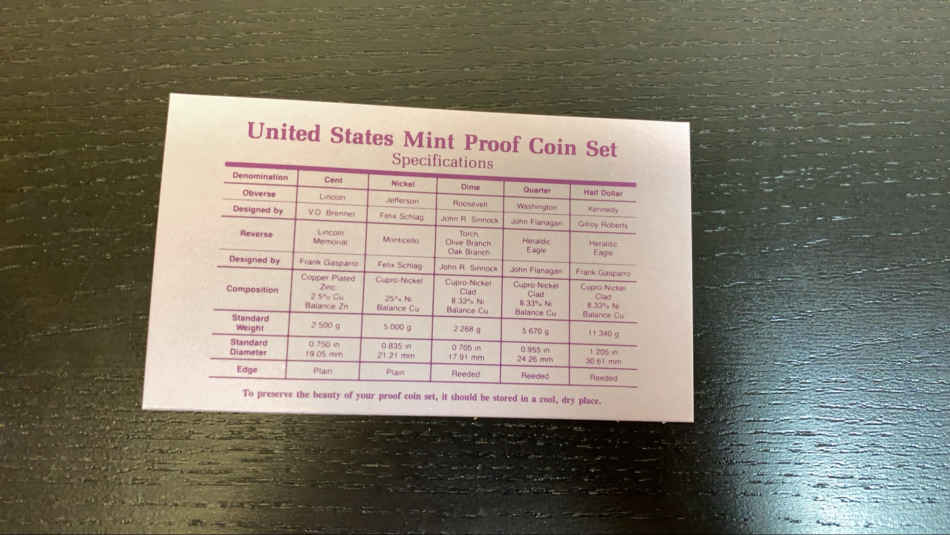 United States Mint Proof Coin Set
Specifications
Denomination Cent Nickel Dime Quarter Half Dollar
Obverse Lincoln Jefferson Roosevelt Washington Kennedy
Designed by V.D. Brenner Felix Schlag John R. Sinnock John Flanagan Gilroy Roberts
Reverse Lincoln Memorial Monticello Torch Olive Branch Oak Branch Heraldic Eagle Heraldic Eagle
Designed by Frank Gasparro Felix Schlag John R. Sinnock John Flanagan Frank Gasparro
Composition Copper Plated Zinc 2.5% Cu Balance Zn Cupro-Nickel 25% Ni Balance Cu Cupro-Nickel Clad 8.33% Ni Balance Cu Cupro-Nickel Clad 8.33% Ni Balance Cu Cupro-Nickel Clad 8.33% Ni Balance Cu
Standard Weight 2.500 g 5.000 g 2.268 g 5.670 g 11.340 g
Standard Diameter 0.750 in 19.05 mm 0.835 in 21.21 mm 0.705 in 17.91 mm 0.955 in 24.26 mm 1.205 in 30.61 mm
Edge Plain Plain Reeded Reeded Reeded
To preserve the beauty of your proof coin set, it should be stored in a cool, dry place.